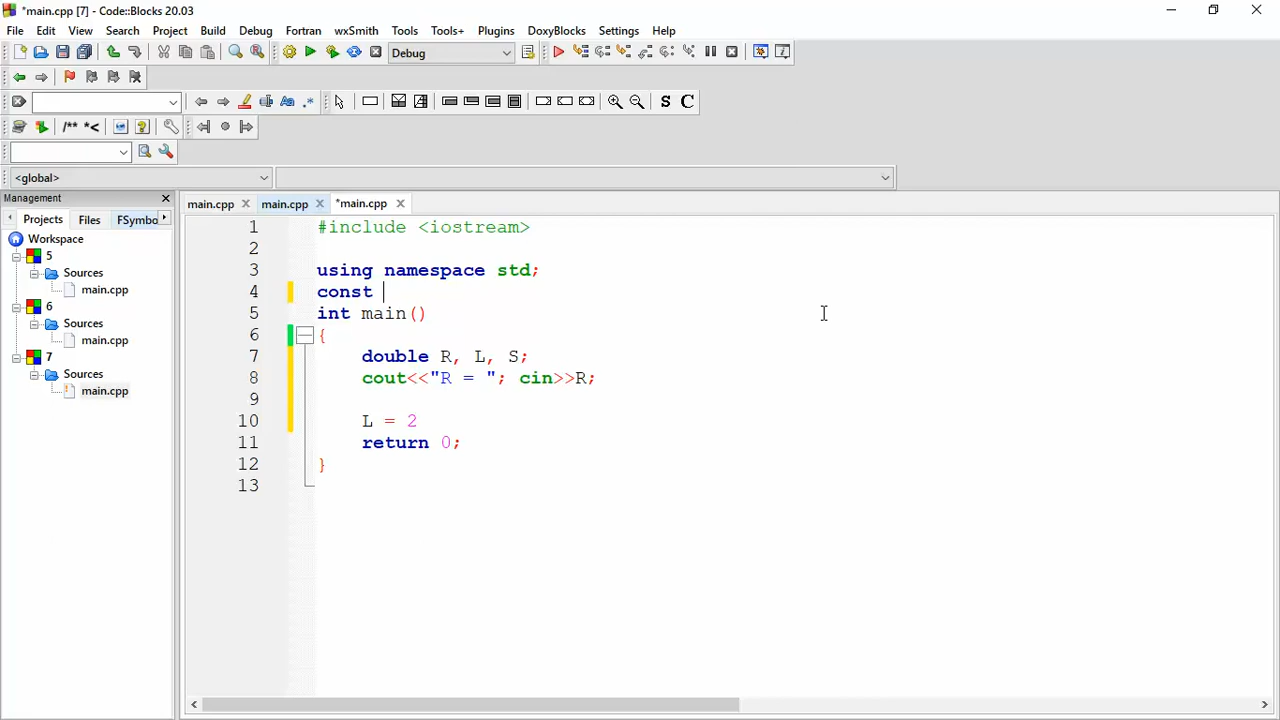 *main.cpp [7] - Code::Blocks 20.03
File Edit View Search Project Build Debug Fortran wxSmith Tools Tools+ Plugins DoxyBlocks Settings Help
Debug
/** *<
S C
<global>
Management
Projects Files FSymbo
main.cpp main.cpp *main.cpp
Workspace
5
Sources
main.cpp
6
Sources
main.cpp
7
Sources
main.cpp
1 #include <iostream>
2
3 using namespace std;
4 const
5 int main()
6 {
7 double R, L, S;
8 cout<<"R = "; cin>>R;
9
10 L = 2
11 return 0;
12 }
13